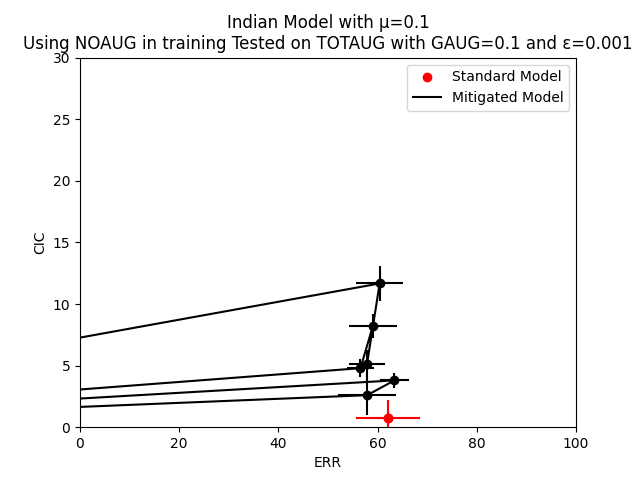 Indian Model with μ=0.1
Using NOAUG in training Tested on TOTAUG with GAUG=0.1 and ε=0.001
Standard Model
Mitigated Model
30
25
20
15
10
5
0
CIC
0 20 40 60 80 100
ERR